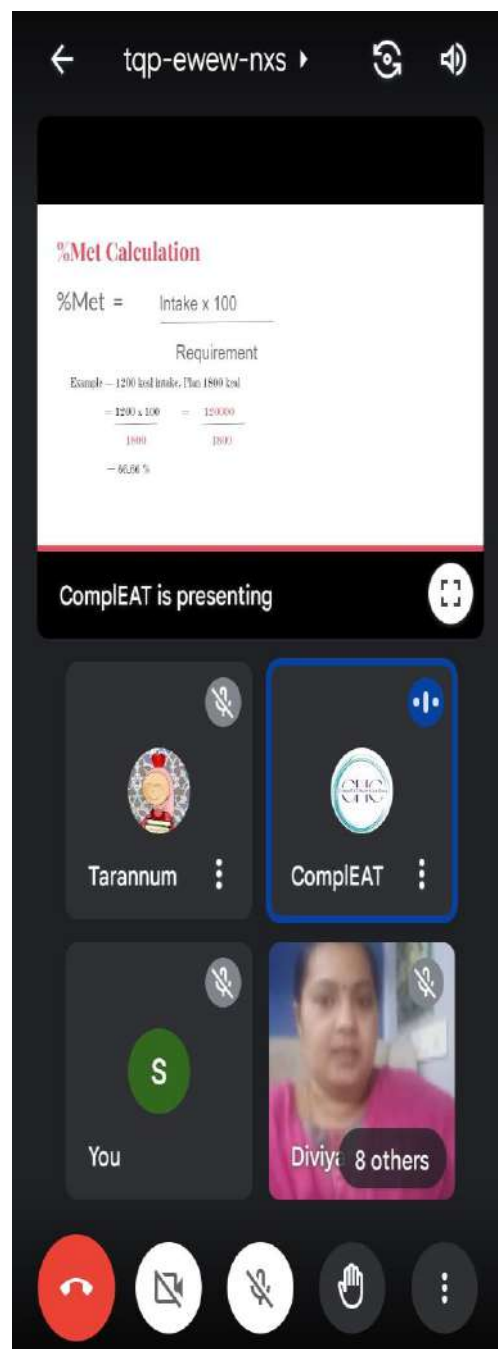 tqp-ewew-nxs
%Met Calculation
%Met = Intake x 100
Requirement
Example – 1200 kcal intake, Plan 1800 kcal
= 1200 x 100 = 120000
1800 1800
= 66.66 %
ComplEAT is presenting
Tarannum ComplEAT
S
You Diviya 8 others